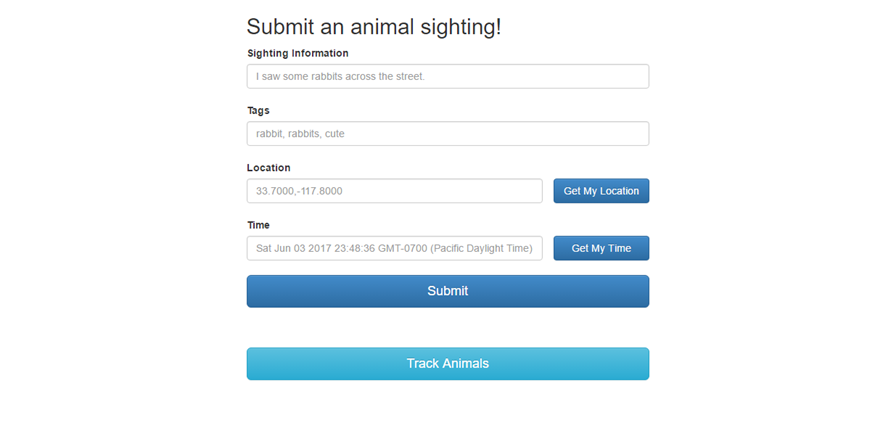 Submit an animal sighting!
Sighting Information
I saw some rabbits across the street.
Tags
rabbit, rabbits, cute
Location
33.7000,-117.8000
Get My Location
Time
Sat Jun 03 2017 23:48:36 GMT-0700 (Pacific Daylight Time)
Get My Time
Submit
Track Animals